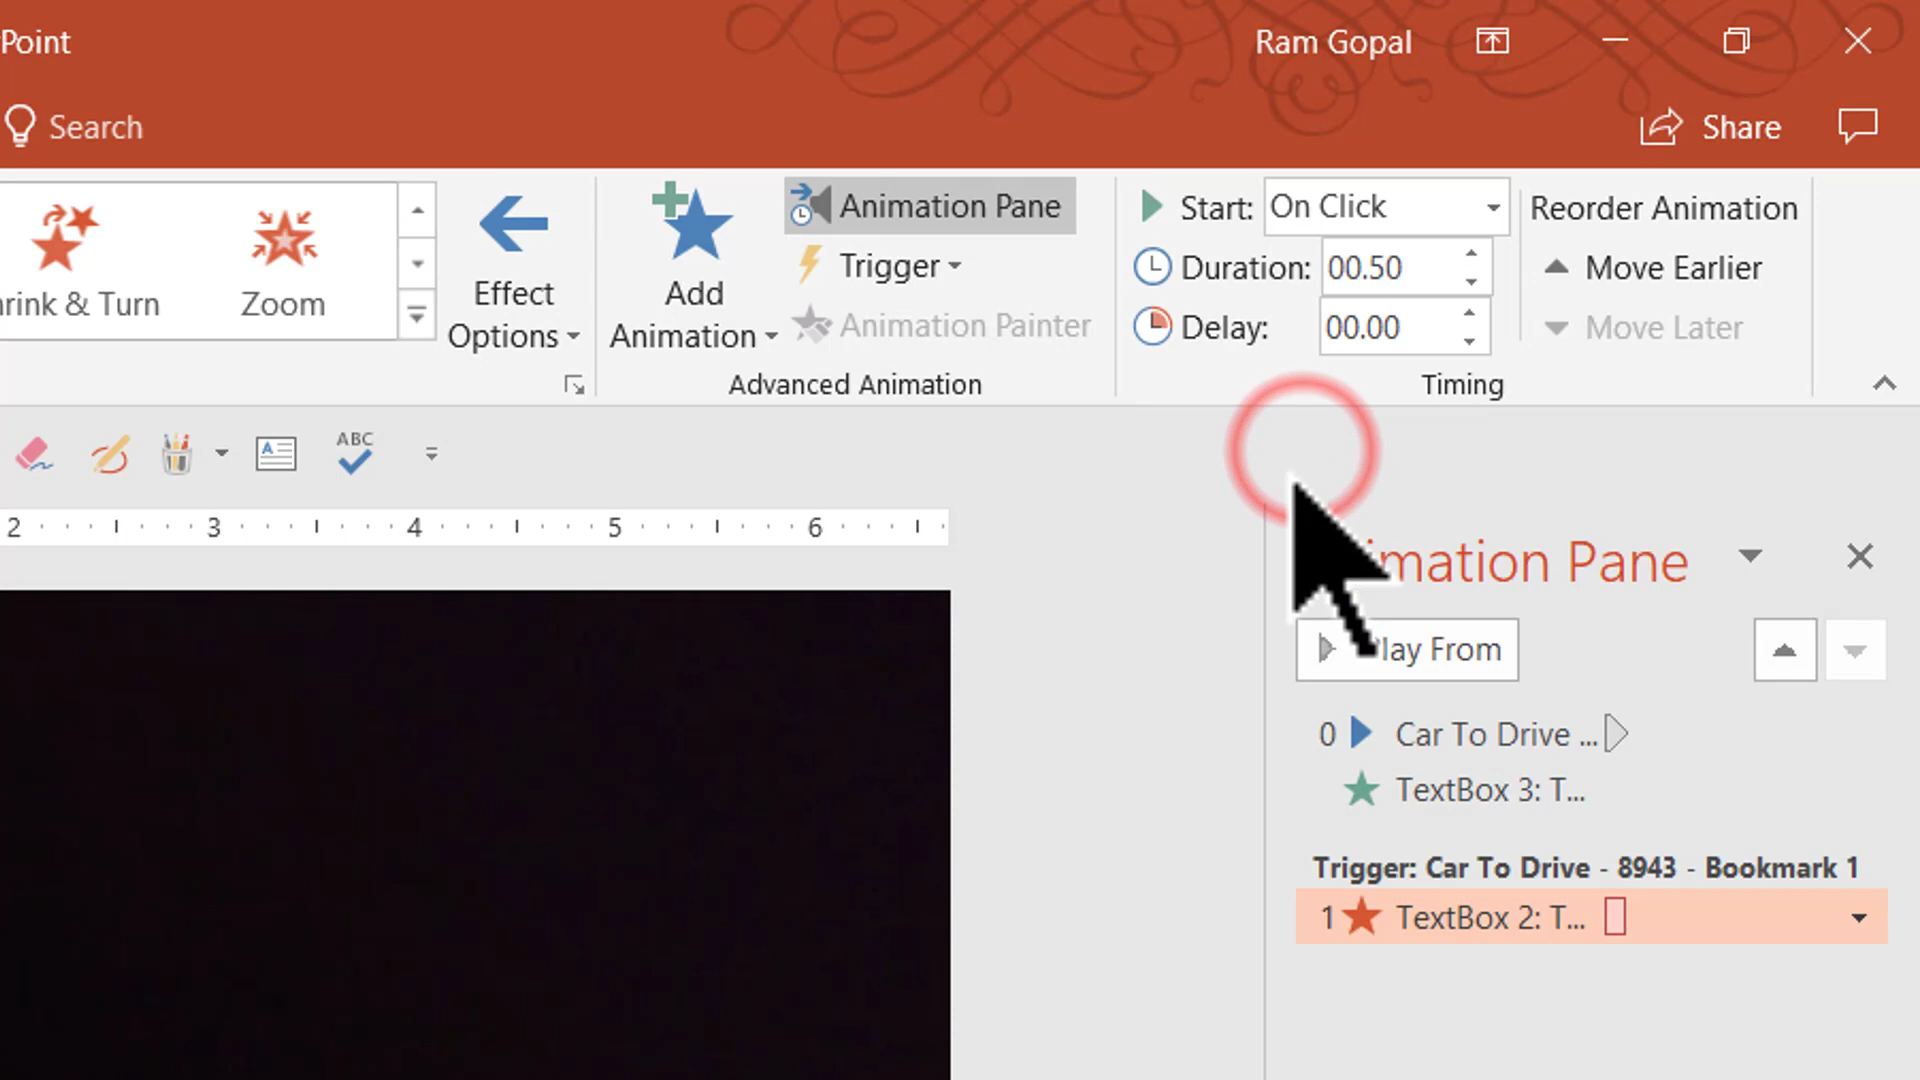 Point
Ram Gopal
Search
Share
Animation Pane
Start: On Click
Reorder Animation
Trigger
Duration: 00.50
Move Earlier
hrink & Turn
Zoom
Effect
Options
Add
Animation
Animation Painter
Delay: 00.00
Move Later
Advanced Animation
Timing
A
ABC
2 3 4 5 6
imation Pane
lay From
0 Car To Drive ...
TextBox 3: T...
Trigger: Car To Drive - 8943 - Bookmark 1
1 TextBox 2: T...